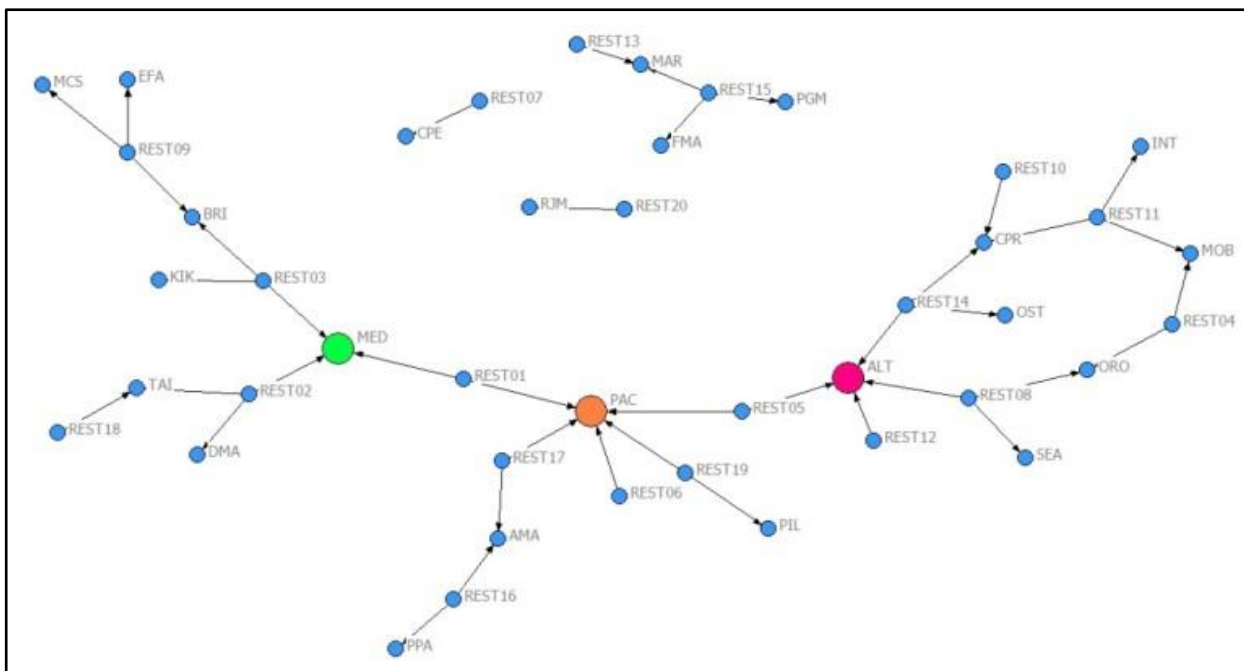 REST13
MAR
EFA
MCS
REST15
PGM
REST07
CPE
FMA
INT
REST09
REST10
RJM
REST20
BRI
REST11
CPR
MOB
KIK
REST03
REST14
OST
REST04
MED
ALT
ORO
TAI
REST02
REST01
PAC
REST05
REST08
REST18
DMA
REST12
SEA
REST17
REST19
REST06
PIL
AMA
REST16
PPA